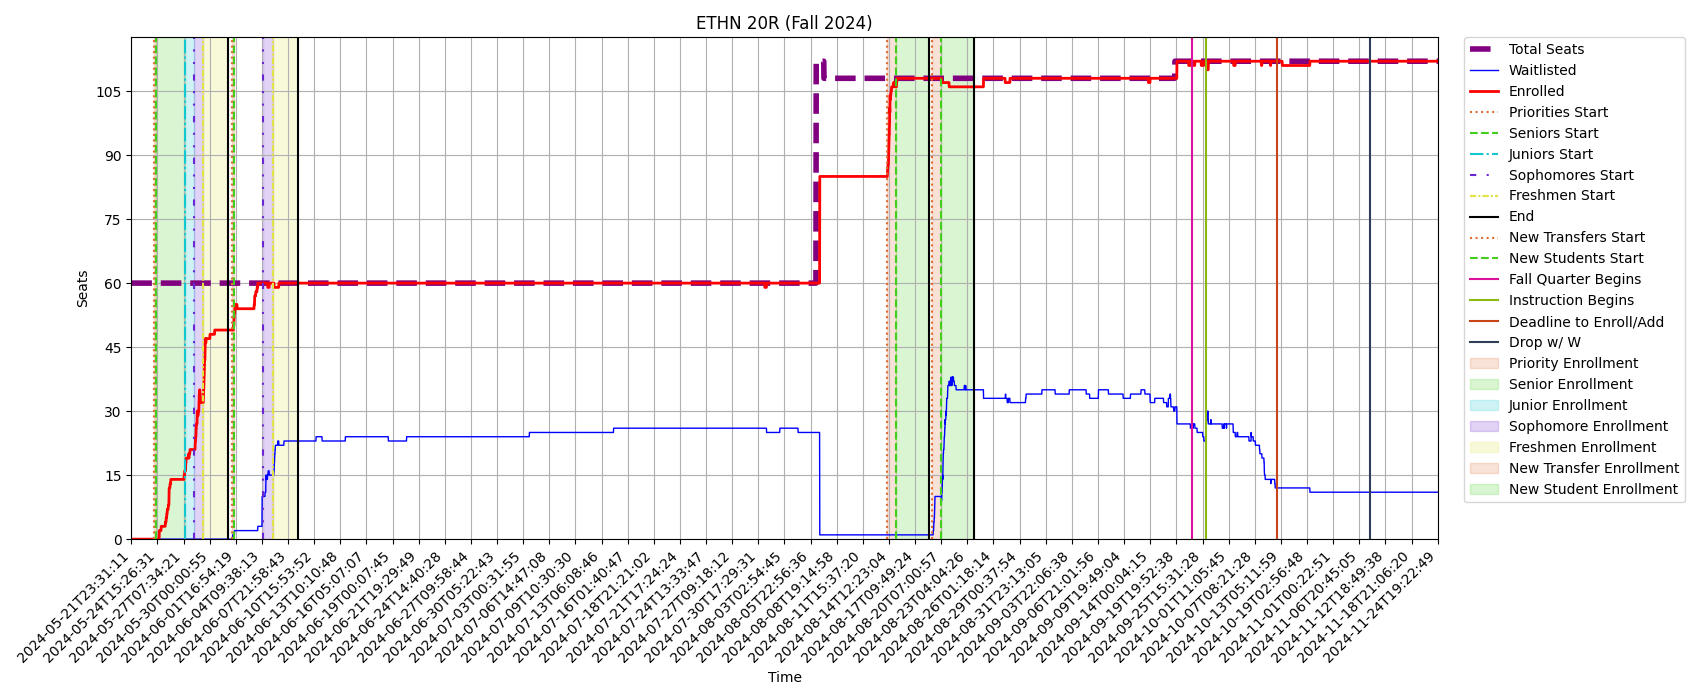 ETHN 20R (Fall 2024)
Seats
105
90
75
60
45
30
15
0
2024-05-21T23:31:11
2024-05-24T15:26:31
2024-05-27T07:34:21
2024-05-30T00:00:55
2024-06-01T16:54:19
2024-06-04T09:38:13
2024-06-07T21:58:43
2024-06-10T15:53:52
2024-06-13T10:10:48
2024-06-16T05:07:07
2024-06-19T00:07:45
2024-06-21T19:29:49
2024-06-24T14:40:28
2024-06-27T09:58:44
2024-06-30T05:22:43
2024-07-03T00:31:55
2024-07-06T14:47:08
2024-07-09T10:30:30
2024-07-13T06:08:46
2024-07-16T01:40:47
2024-07-18T21:21:02
2024-07-21T17:24:24
2024-07-24T13:33:47
2024-07-27T09:18:12
2024-07-30T17:29:31
2024-08-03T02:54:45
2024-08-05T22:56:36
2024-08-08T19:14:58
2024-08-11T15:37:20
2024-08-14T12:23:04
2024-08-17T09:49:24
2024-08-20T07:00:57
2024-08-23T04:04:26
2024-08-26T01:18:14
2024-08-29T00:37:54
2024-08-31T23:13:05
2024-09-03T22:06:38
2024-09-06T21:01:56
2024-09-09T19:49:04
2024-09-14T00:04:15
2024-09-19T19:52:38
2024-09-25T15:31:28
2024-10-01T11:05:45
2024-10-07T08:21:28
2024-10-13T05:11:59
2024-10-19T02:56:48
2024-11-01T00:22:51
2024-11-06T20:45:05
2024-11-12T18:49:38
2024-11-18T21:06:20
2024-11-24T19:22:49
Time
Total Seats
Waitlisted
Enrolled
Priorities Start
Seniors Start
Juniors Start
Sophomores Start
Freshmen Start
End
New Transfers Start
New Students Start
Fall Quarter Begins
Instruction Begins
Deadline to Enroll/Add
Drop w/ W
Priority Enrollment
Senior Enrollment
Junior Enrollment
Sophomore Enrollment
Freshmen Enrollment
New Transfer Enrollment
New Student Enrollment